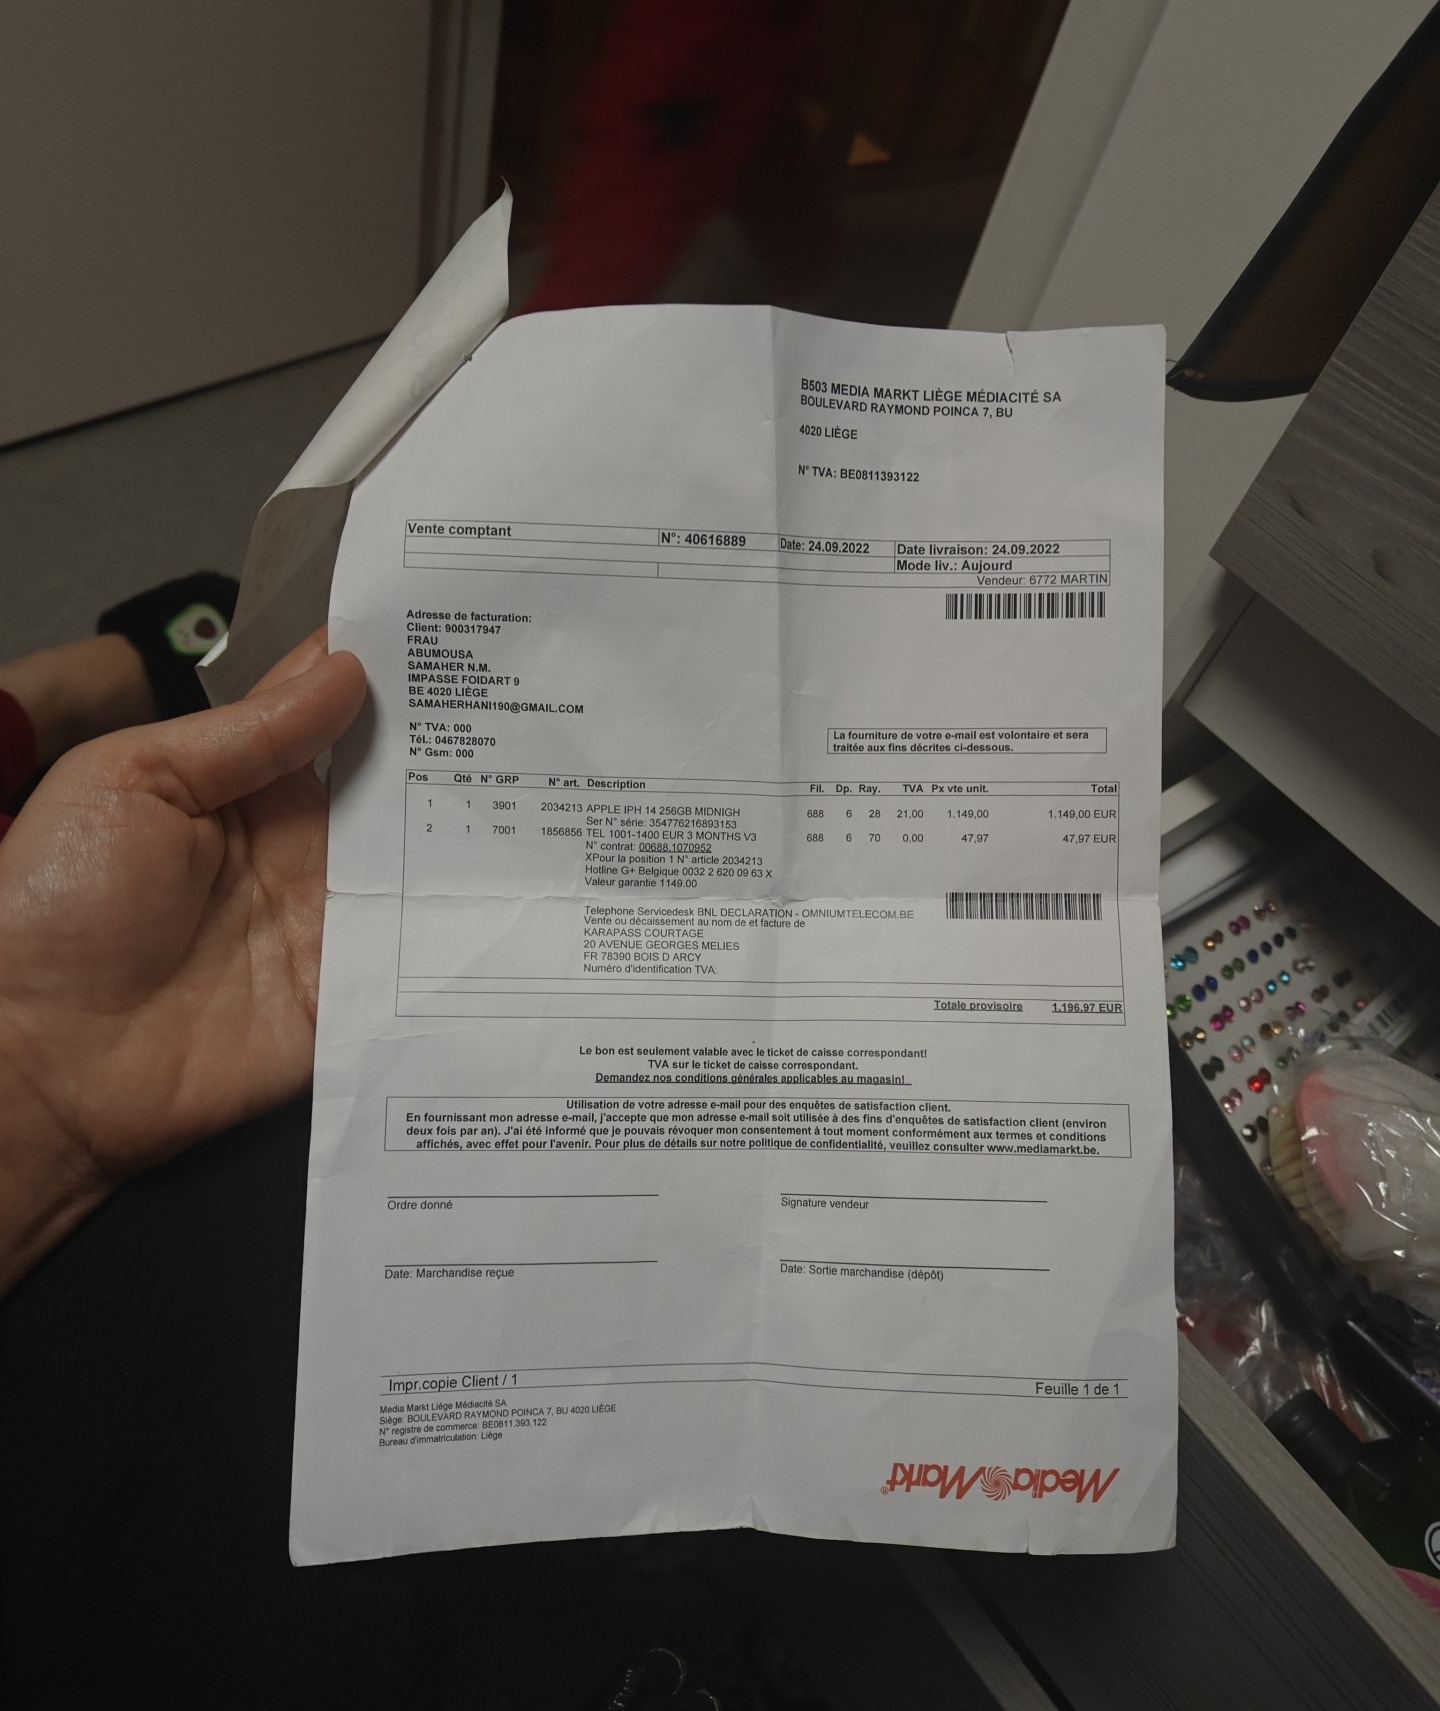 B503 MEDIA MARKT LIÈGE MÉDIACITÉ SA
BOULEVARD RAYMOND POINCA 7, BU
4020 LIÈGE
N° TVA: BE0811393122
Vente comptant N°: 40616889 Date: 24.09.2022 Date livraison: 24.09.2022
Mode liv.: Aujourd
Vendeur: 6772 MARTIN
Adresse de facturation:
Client: 900317947
FRAU
ABUMOUSA
SAMAHER N.M.
IMPASSE FOIDART 9
BE 4020 LIÈGE
SAMAHERHANI190@GMAIL.COM
N° TVA: 000
Tél.: 0467828070
N° Gsm: 000
La fourniture de votre e-mail est volontaire et sera
traitée aux fins décrites ci-dessous.
Pos Qté N° GRP N° art. Description Fil. Dp. Ray. TVA Px vte unit. Total
1 1 3901 2034213 APPLE IPH 14 256GB MIDNIGH 688 6 28 21,00 1.149,00 1.149,00 EUR
Ser N° série: 354776216893153
2 1 7001 1856856 TEL 1001-1400 EUR 3 MONTHS V3 688 6 70 0,00 47,97 47,97 EUR
N° contrat: 00688.1070952
XPour la position 1 N° article 2034213
Hotline G+ Belgique 0032 2 620 09 63 X
Valeur garantie 1149.00
Telephone Servicedesk BNL DECLARATION - OMNIUMTELECOM.BE
Vente ou décaissement au nom de et facture de
KARAPASS COURTAGE
20 AVENUE GEORGES MELIES
FR 78390 BOIS D ARCY
Numéro d'identification TVA:
Totale provisoire 1.196,97 EUR
Le bon est seulement valable avec le ticket de caisse correspondant!
TVA sur le ticket de caisse correspondant.
Demandez nos conditions générales applicables au magasin!
Utilisation de votre adresse e-mail pour des enquêtes de satisfaction client.
En fournissant mon adresse e-mail, j'accepte que mon adresse e-mail soit utilisée à des fins d'enquêtes de satisfaction client (environ
deux fois par an). J'ai été informé que je pouvais révoquer mon consentement à tout moment conformément aux termes et conditions
affichés, avec effet pour l'avenir. Pour plus de détails sur notre politique de confidentialité, veuillez consulter www.mediamarkt.be.
Ordre donné Signature vendeur
Date: Marchandise reçue Date: Sortie marchandise (dépôt)
Impr.copie Client / 1 Feuille 1 de 1
Media Markt Liège Médiacité SA
Siège: BOULEVARD RAYMOND POINCA 7, BU 4020 LIÈGE
N° registre de commerce: BE0811.393.122
Bureau d'immatriculation: Liège
MediaMarkt®